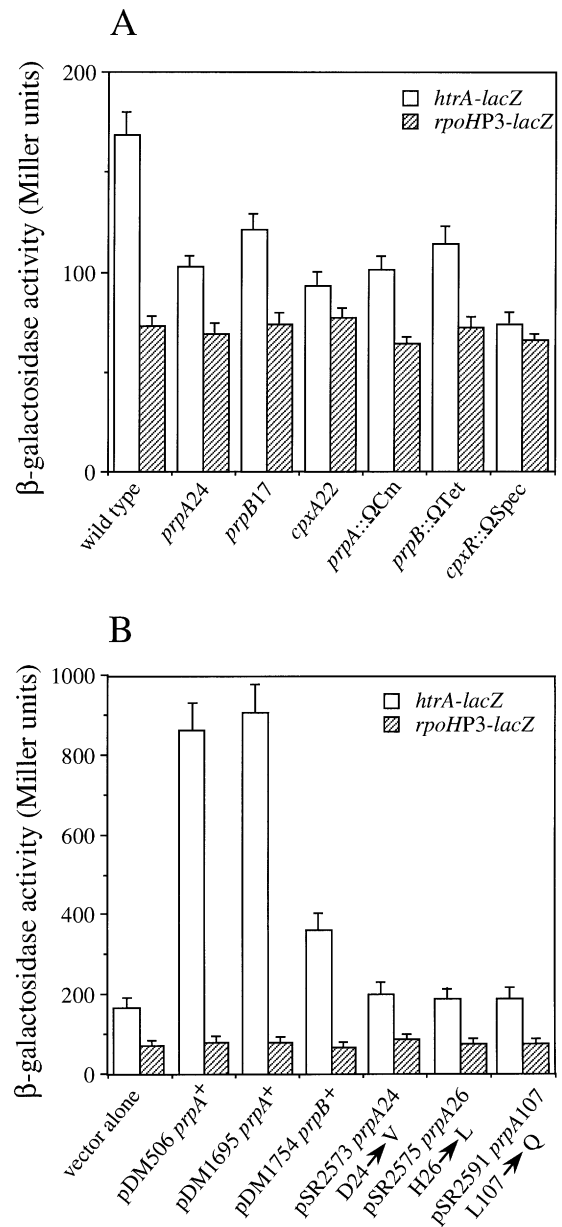 A
β-galactosidase activity (Miller units)
200
100
0
htrA-lacZ
rpoHP3-lacZ
wild type
prpA24
prpB17
cpxA22
prpA::ΩCm
prpB::ΩTet
cpxR::ΩSpec
B
β-galactosidase activity (Miller units)
1000
800
600
400
200
0
htrA-lacZ
rpoHP3-lacZ
vector alone
pDM506 prpA+
pDM1695 prpA+
pDM1754 prpB+
pSR2573 prpA24
D24➔V
pSR2575 prpA26
H26➔L
pSR2591 prpA107
L107➔Q